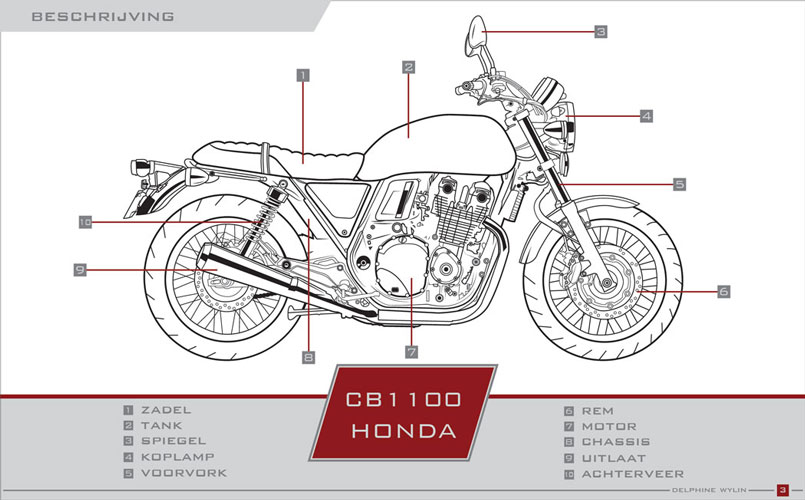 BESCHRIJVING
1
2
3
4
5
10
9
6
8
7
CB1100
HONDA
1 ZADEL
2 TANK
3 SPIEGEL
4 KOPLAMP
5 VOORVORK
6 REM
7 MOTOR
8 CHASSIS
9 UITLAAT
10 ACHTERVEER
DELPHINE WYLIN 3